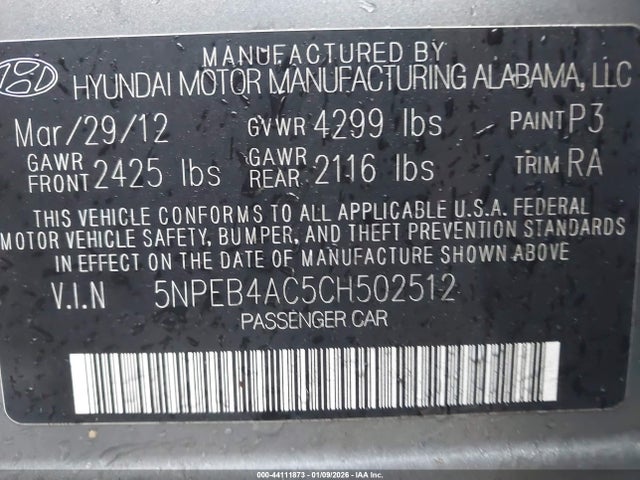 MANUFACTURED BY
HYUNDAI MOTOR MANUFACTURING ALABAMA, LLC
Mar/29/12 GVWR 4299 lbs PAINT P3
GAWR FRONT 2425 lbs GAWR REAR 2116 lbs TRIM RA
THIS VEHICLE CONFORMS TO ALL APPLICABLE U.S.A. FEDERAL
MOTOR VEHICLE SAFETY, BUMPER, AND THEFT PREVENTION STANDARDS
IN EFFECT ON THE DATE OF MANUFACTURE SHOWN ABOVE
V.I.N 5NPEB4AC5CH502512
PASSENGER CAR
000-44111873 | 01/09/2026 | IAA Inc.